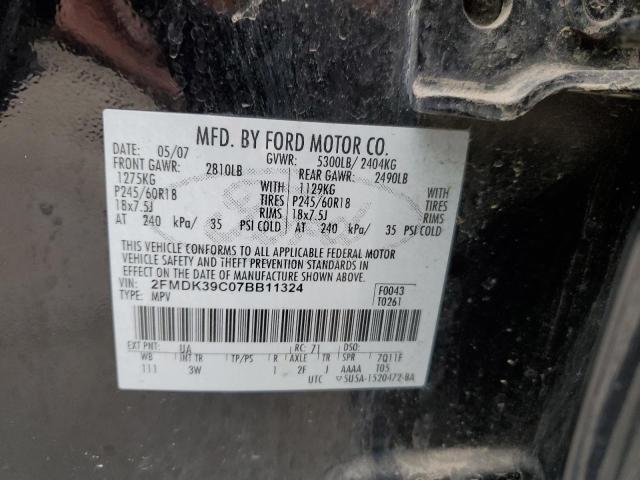 MFD. BY FORD MOTOR CO.
DATE: 05/07 GVWR: 5300LB/ 2404KG
FRONT GAWR: 2810LB REAR GAWR: 2490LB
1275KG WITH 1129KG WITH
P245/60R18 TIRES P245/60R18 TIRES
18x7.5J RIMS 18x7.5J RIMS
AT 240 kPa/ 35 PSI COLD AT 240 kPa/ 35 PSI COLD
THIS VEHICLE CONFORMS TO ALL APPLICABLE FEDERAL MOTOR
VEHICLE SAFETY AND THEFT PREVENTION STANDARDS IN
EFFECT ON THE DATE OF MANUFACTURE SHOWN ABOVE.
VIN: 2FMDK39C07BB11324 F0043
TYPE: MPV T0261
EXT PNT: UA RC: 71 DSO:
WB INT TR TP/PS R AXLE TR SPR 7Q11F
111 3W 1 2F J AAAA T05
UTC 5U5A-1520472-BA